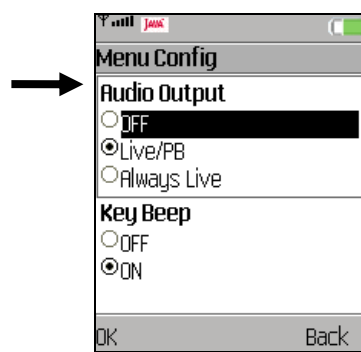 JAVA
Menu Config
Audio Output
OFF
Live/PB
Always Live
Key Beep
OFF
ON
OK Back